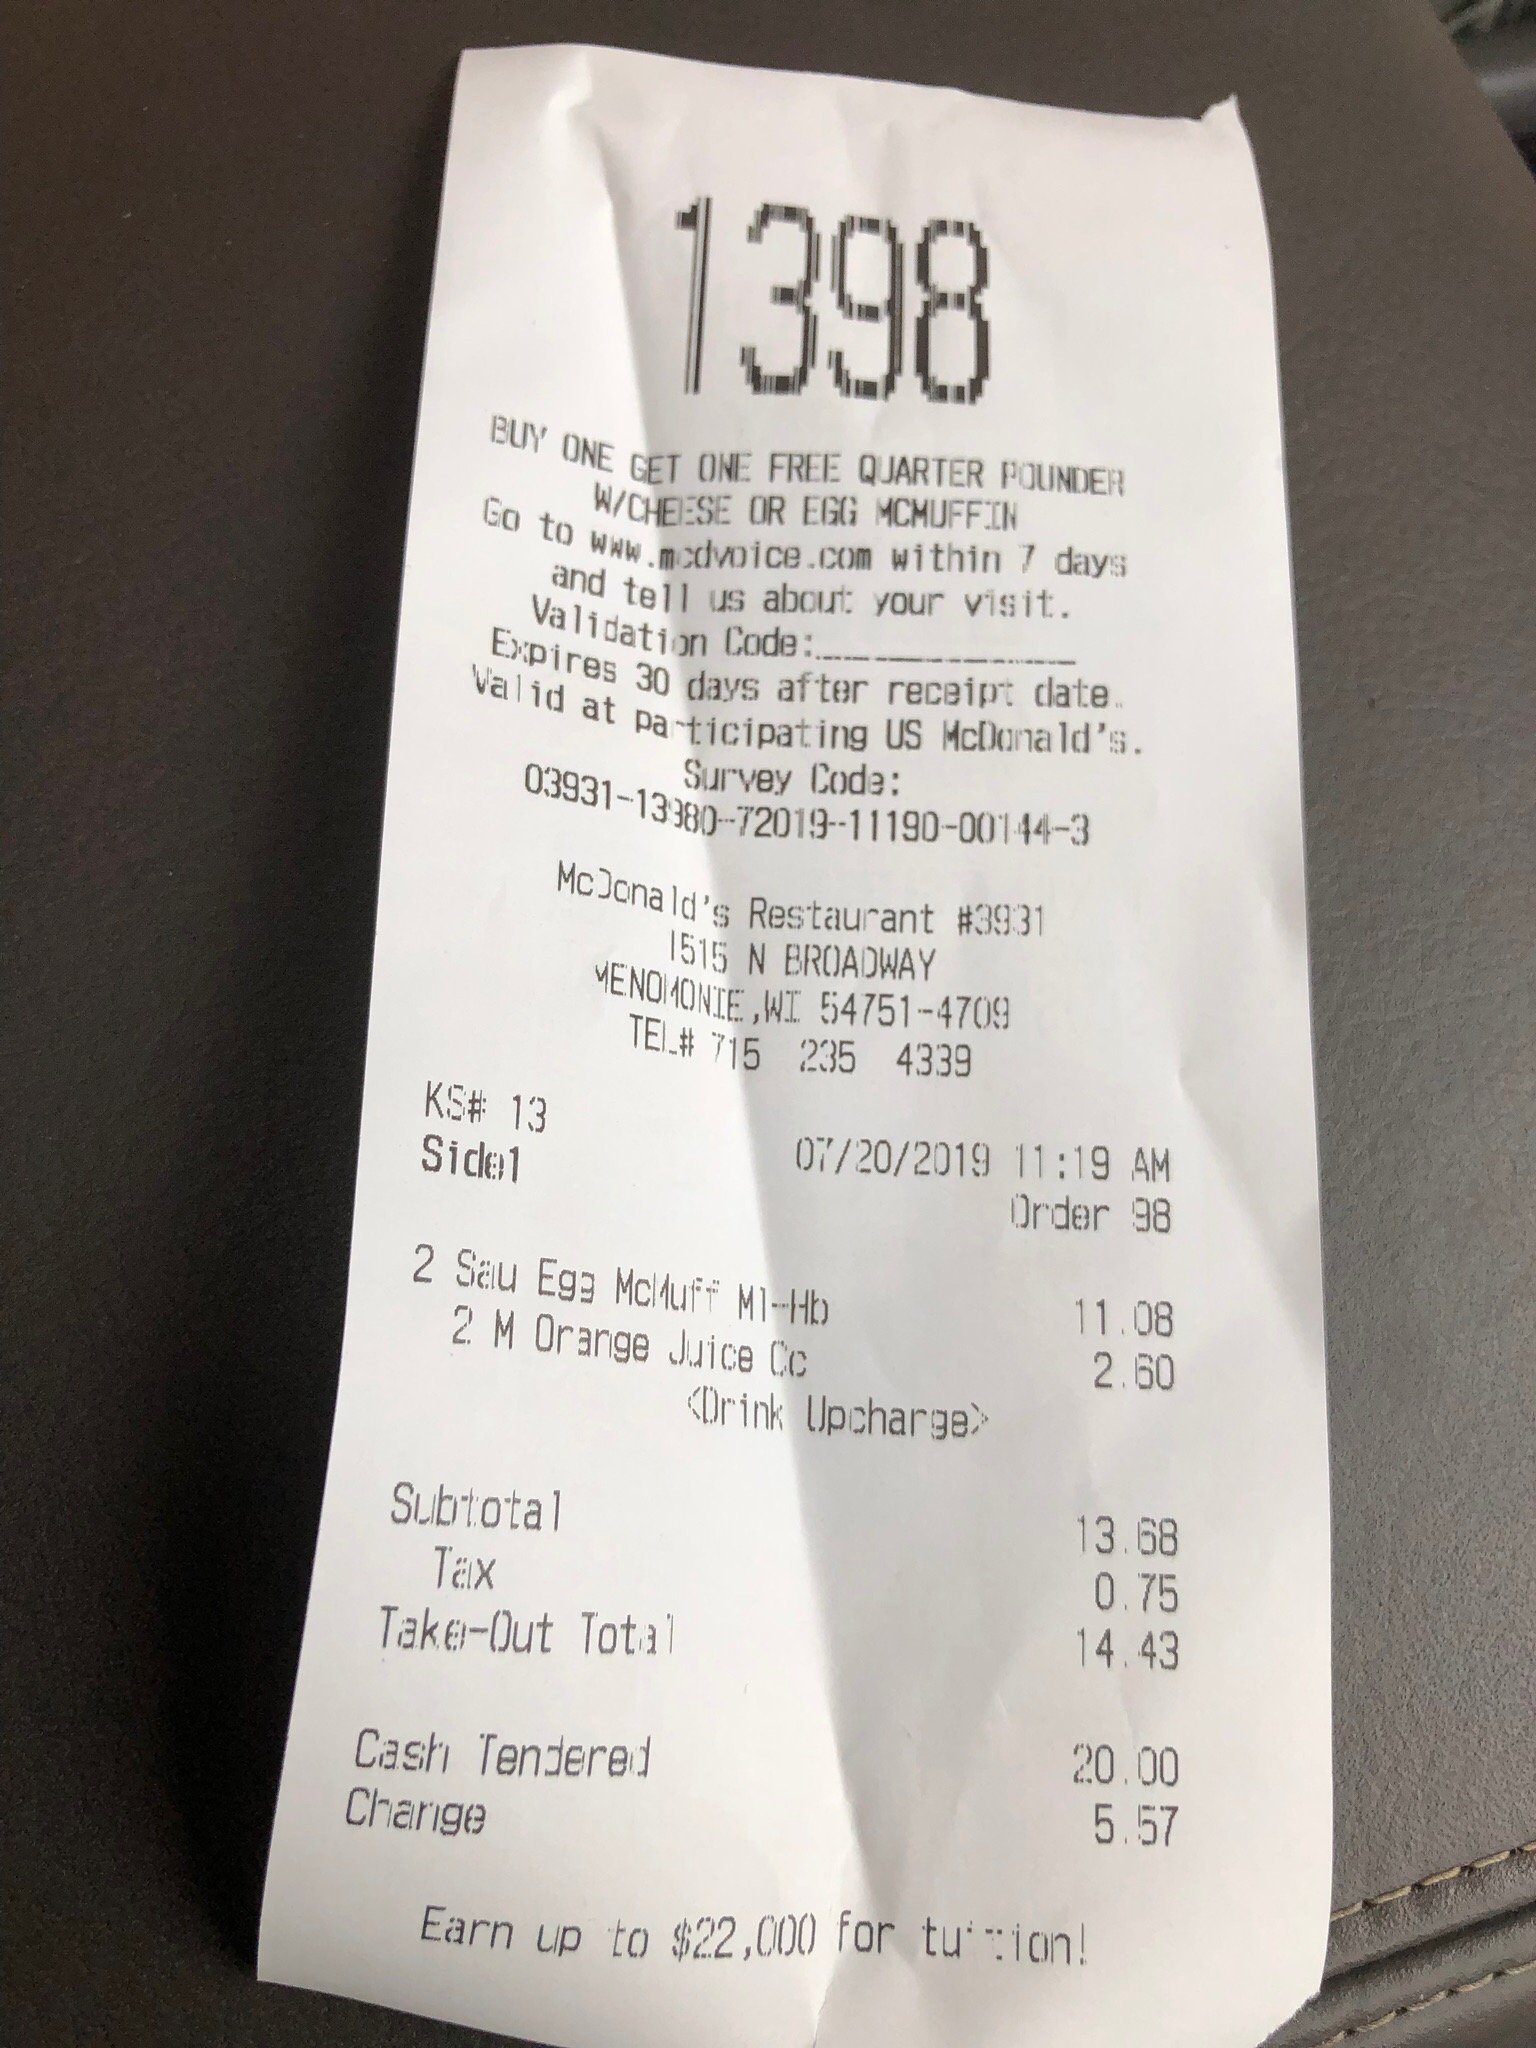 1398
BUY ONE GET ONE FREE QUARTER POUNDER
W/CHEESE OR EGG MCMUFFIN
Go to www.mcdvoice.com within 7 days
and tell us about your visit.
Validation Code:
Expires 30 days after receipt date.
Valid at participating US McDonald's.
Survey Code:
03931-13980-72019-11190-00144-3
McDonald's Restaurant #3931
1515 N BROADWAY
MENOMONIE,WI 54751-4709
TEL# 715 235 4339
KS# 13
Side1 07/20/2019 11:19 AM
Order 98
2 Sau Egg McMuff Ml-Hb 11.08
2 M Orange Juice Cc 2.60
<Drink Upcharge>
Subtotal 13.68
Tax 0.75
Take-Out Total 14.43
Cash Tendered 20.00
Change 5.57
Earn up to $22,000 for tuition!